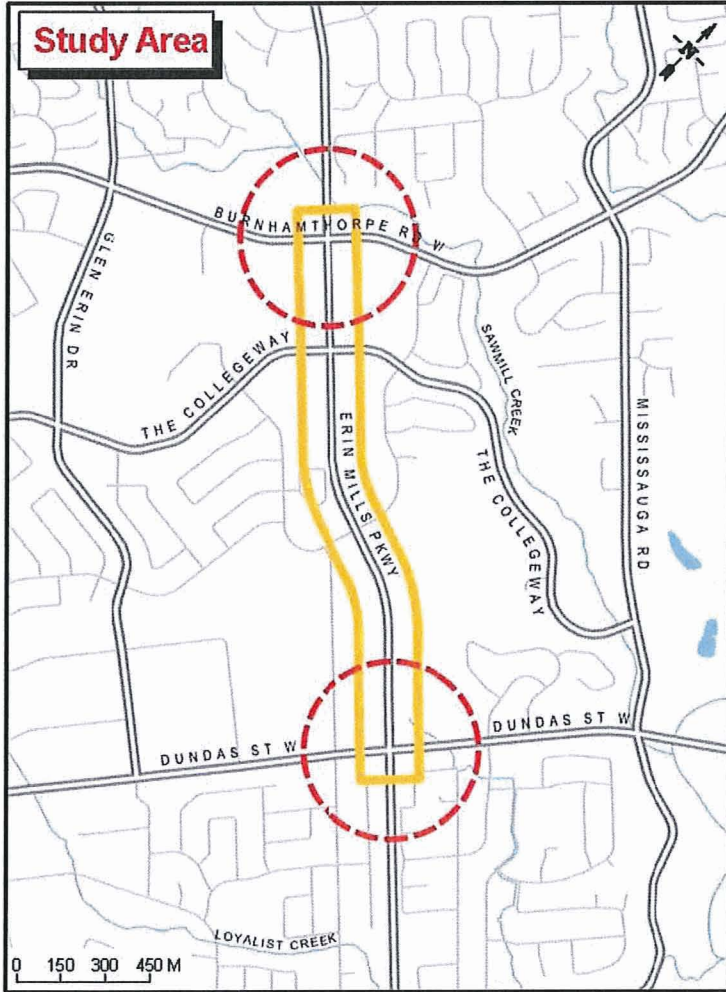 Study Area
N
BURNHAMTHORPE RD W
GLEN ERIN DR
THE COLLEGEWAY
SAWMILL CREEK
MISSISSAUGA RD
ERIN MILLS PKWY
THE COLLEGEWAY
DUNDAS ST W
DUNDAS ST W
LOYALIST CREEK
0 150 300 450 M